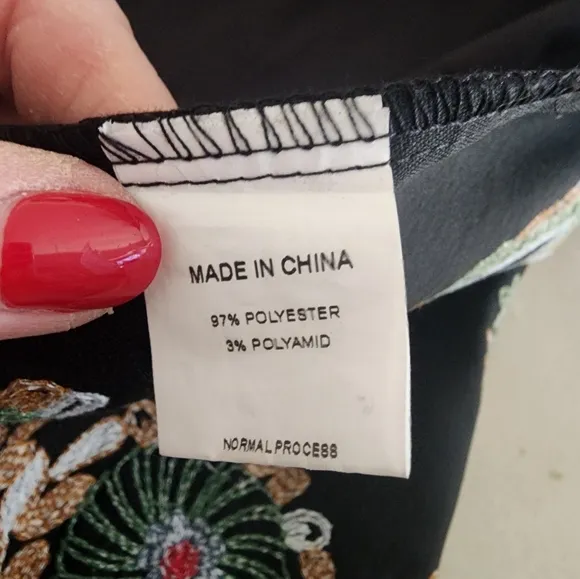 MADE IN CHINA
97% POLYESTER
3% POLYAMID
NORMAL PROCESS